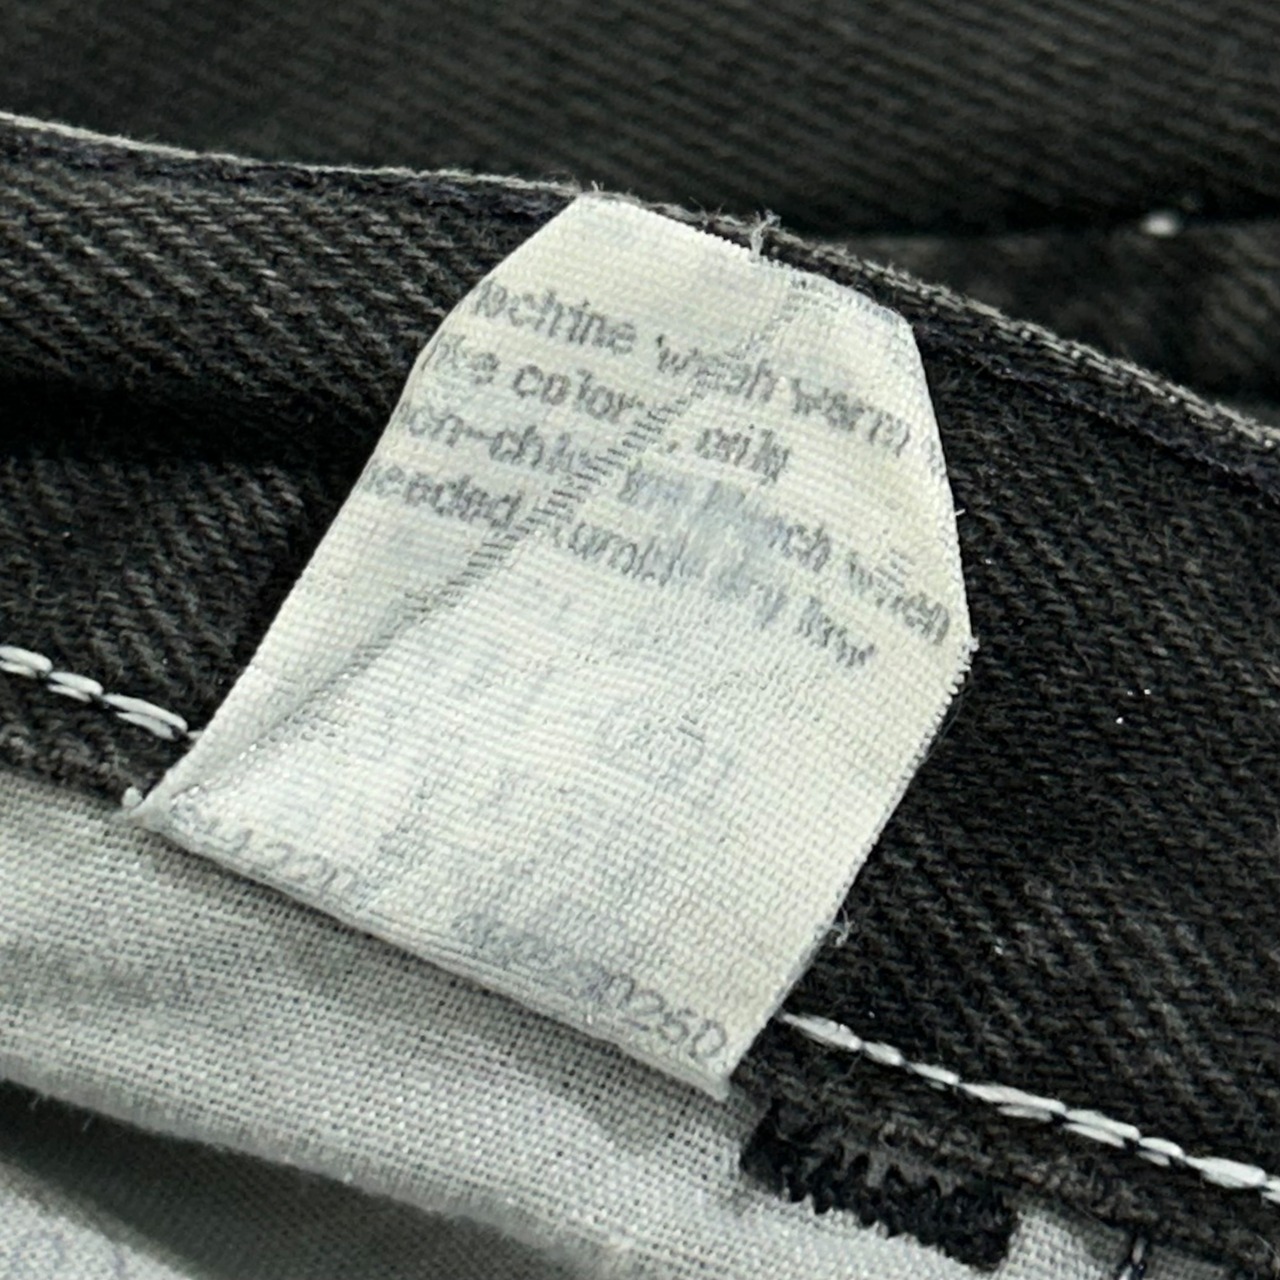 machine wash warm
like colors, only
non-chlorine bleach when
needed, tumble dry low